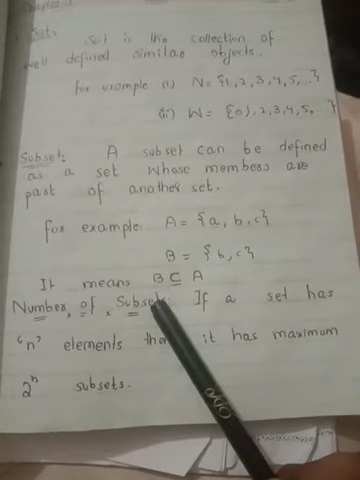 Set:
Set is the collection of
well defined similar objects.
for example (i) N = {1, 2, 3, 4, 5, ...}
(ii) W = {0, 1, 2, 3, 4, 5, ...}
Subset: A subset can be defined
as a set whose members are
part of another set.
for example: A = {a, b, c}
B = {b, c}
It means B ⊆ A
Number of Subsets: If a set has
'n' elements then it has maximum
2ⁿ subsets.